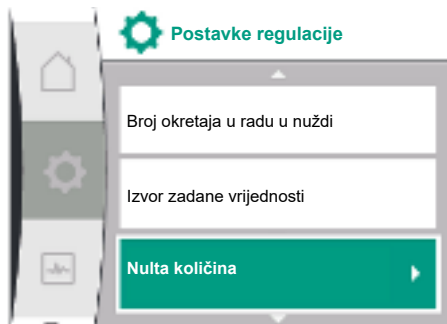 Postavke regulacije
Broj okretaja u radu u nuždi
Izvor zadane vrijednosti
Nulta količina